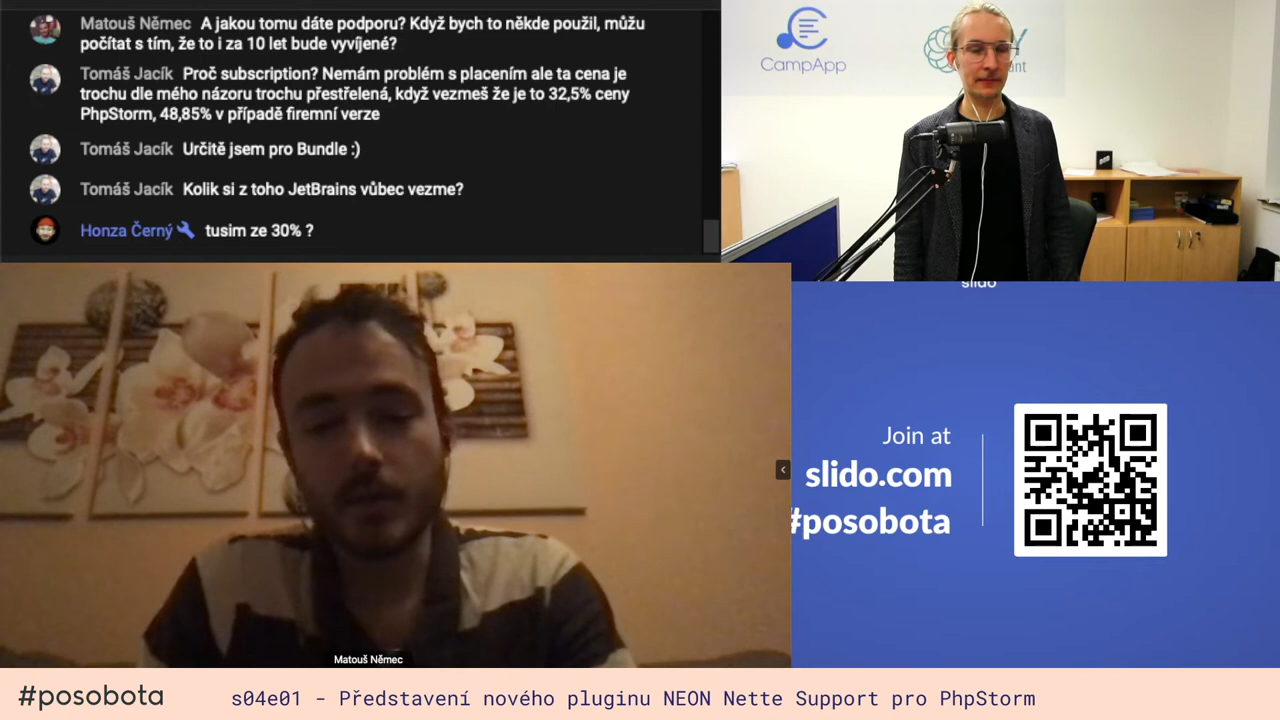 Matouš Němec A jakou tomu dáte podporu? Když bych to někde použil, můžu
počítat s tím, že to i za 10 let bude vyvíjené?
Tomáš Jacík Proč subscription? Nemám problém s placením ale ta cena je
trochu dle mého názoru trochu přestřelená, když vezmeš že je to 32,5% ceny
PhpStorm, 48,85% v případě firemní verze
Tomáš Jacík Určitě jsem pro Bundle :)
Tomáš Jacík Kolik si z toho JetBrains vůbec vezme?
Honza Černý tusim ze 30% ?
CampApp
slido
Join at
slido.com
#posobota
Matouš Němec
#posobota
s04e01 - Představení nového pluginu NEON Nette Support pro PhpStorm